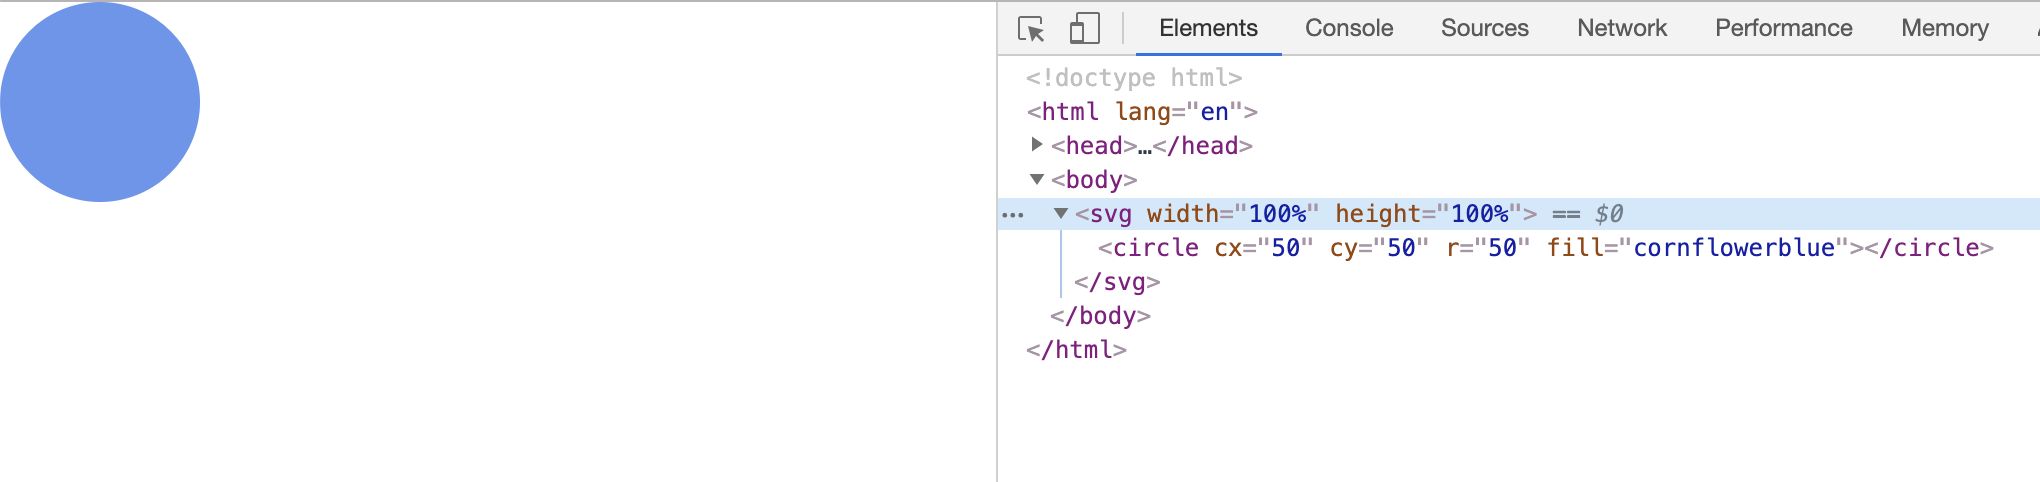 Elements Console Sources Network Performance Memory
<!doctype html>
<html lang="en">
<head>…</head>
<body>
<svg width="100%" height="100%"> == $0
<circle cx="50" cy="50" r="50" fill="cornflowerblue"></circle>
</svg>
</body>
</html>